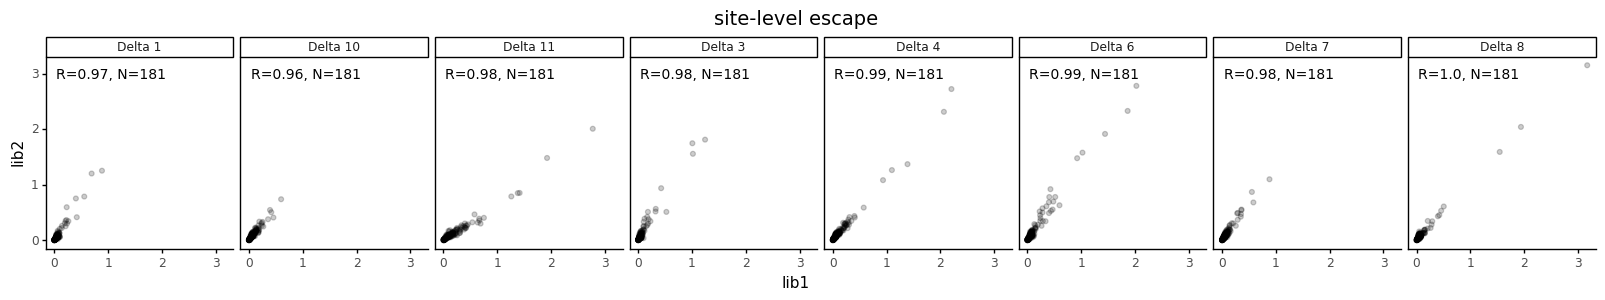 site-level escape
Delta 1
Delta 10
Delta 11
Delta 3
Delta 4
Delta 6
Delta 7
Delta 8
R=0.97, N=181
R=0.96, N=181
R=0.98, N=181
R=0.98, N=181
R=0.99, N=181
R=0.99, N=181
R=0.98, N=181
R=1.0, N=181
3
2
1
0
lib2
0 1 2 3
0 1 2 3
0 1 2 3
0 1 2 3
0 1 2 3
0 1 2 3
0 1 2 3
0 1 2 3
lib1